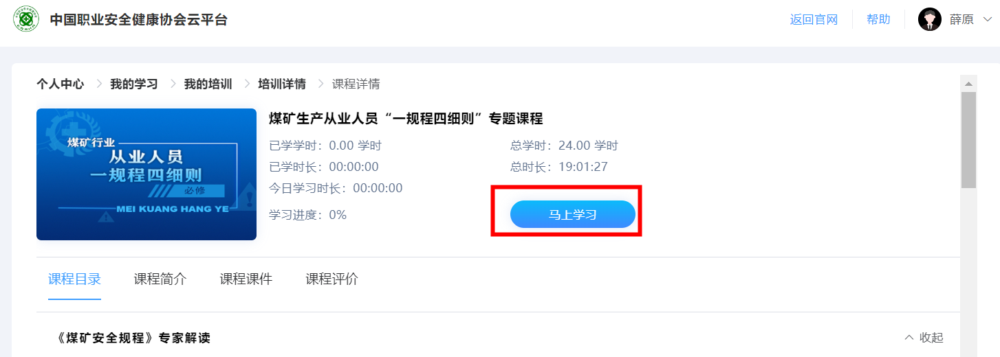 中国职业安全健康协会云平台
返回官网 帮助 薛原
个人中心 我的学习 我的培训 培训详情 课程详情
煤矿行业
从业人员
一规程四细则
必修
MEI KUANG HANG YE
煤矿生产从业人员“一规程四细则”专题课程
已学学时：0.00 学时 总学时：24.00 学时
已学时长：00:00:00 总时长：19:01:27
今日学习时长：00:00:00
学习进度：0% 马上学习
课程目录 课程简介 课程课件 课程评价
《煤矿安全规程》专家解读 收起